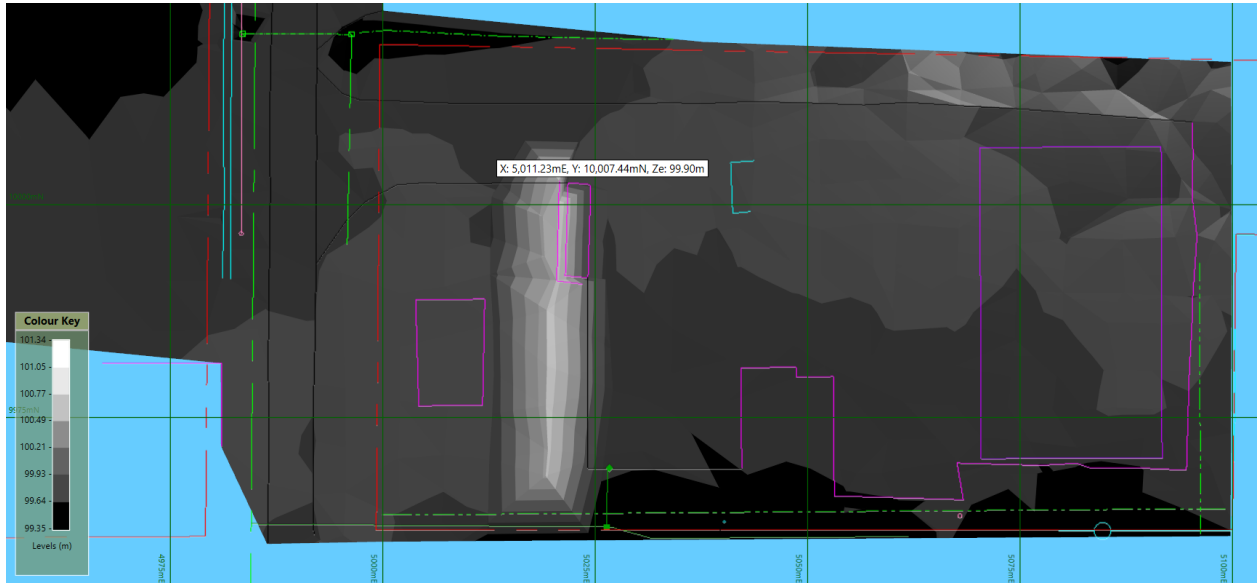 X: 5,011.23mE, Y: 10,007.44mN, Ze: 99.90m
Colour Key
101.34
101.05
100.77
100.49
100.21
99.93
99.64
99.35
Levels (m)
9975mN
4975mE
5000mE
5025mE
5050mE
5075mE
5100mE